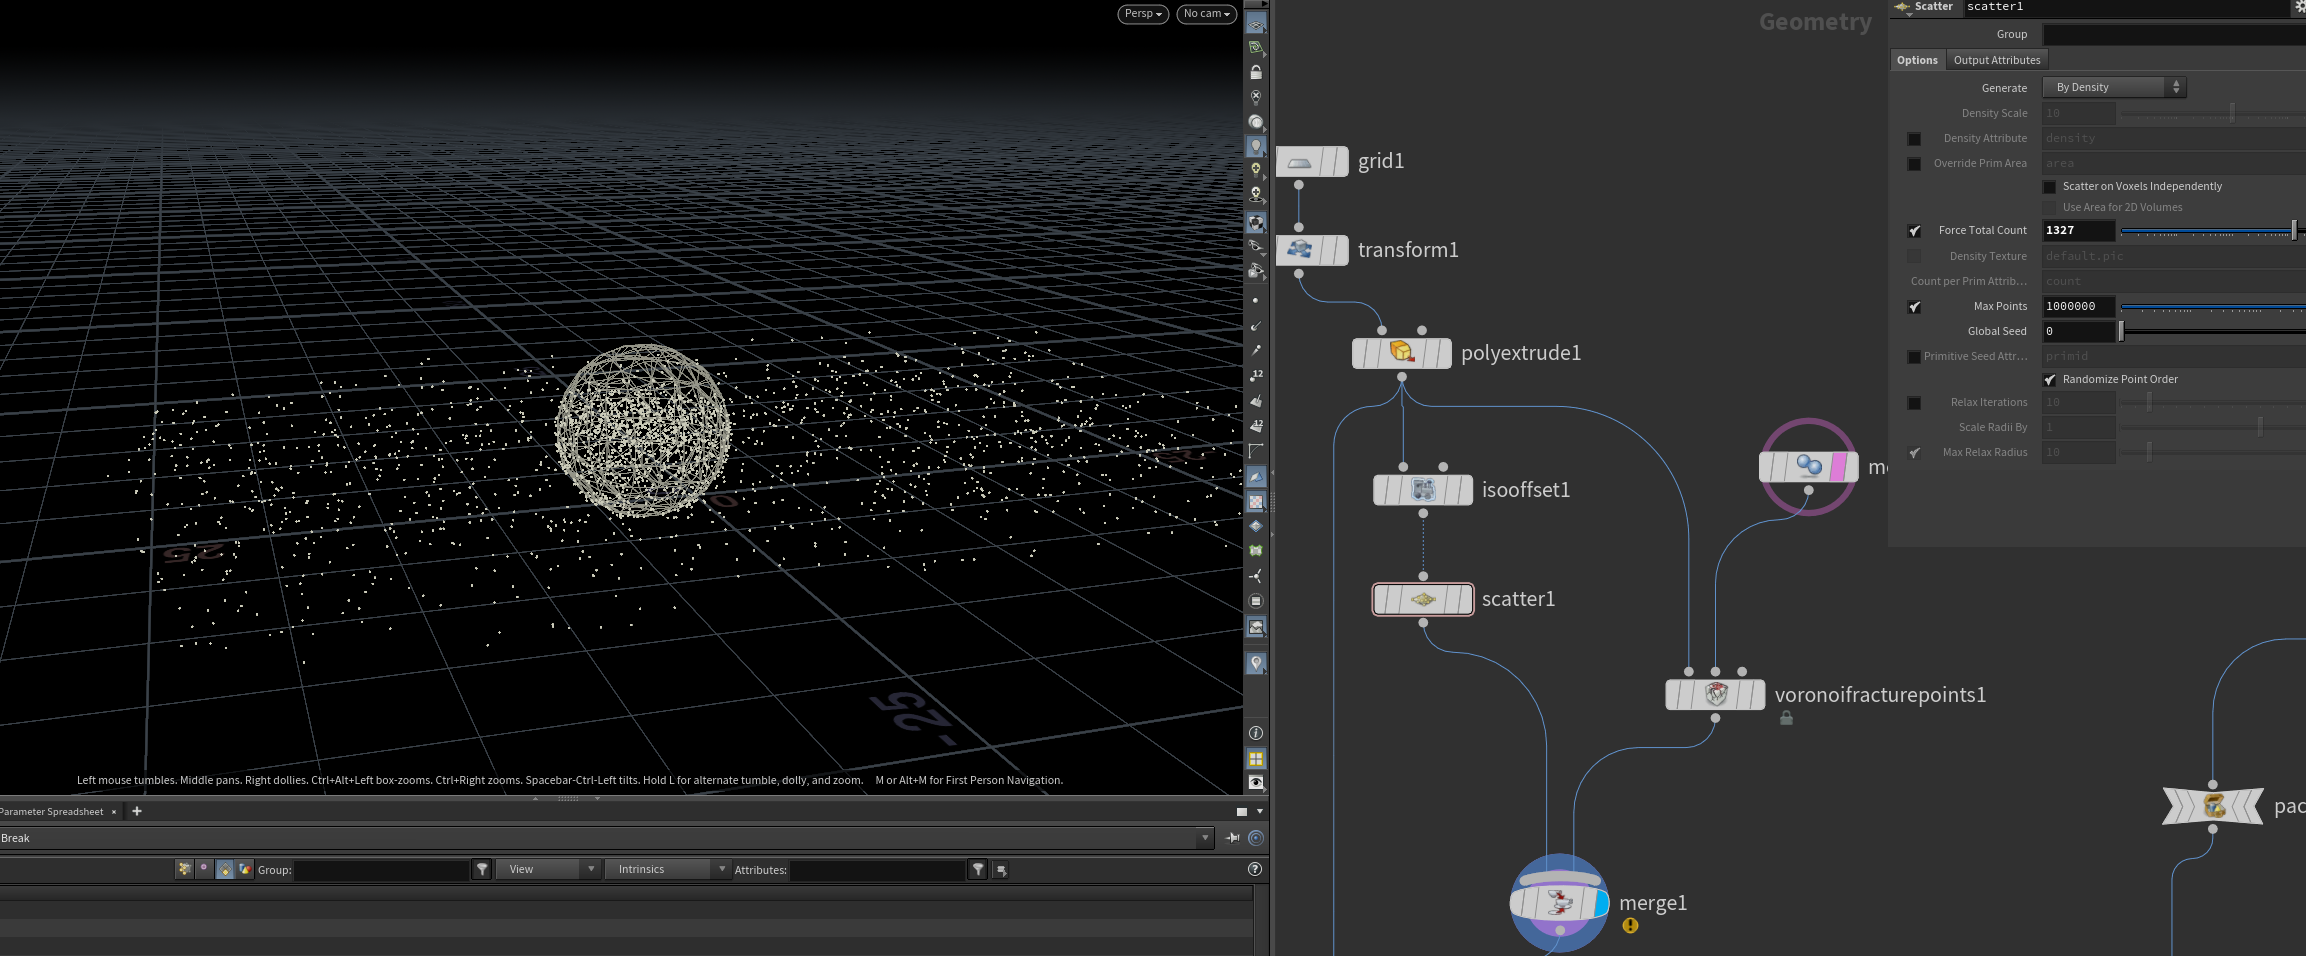 Persp
No cam
25
0
-25
Left mouse tumbles. Middle pans. Right dollies. Ctrl+Alt+Left box-zooms. Ctrl+Right zooms. Spacebar-Ctrl-Left tilts. Hold L for alternate tumble, dolly, and zoom. M or Alt+M for First Person Navigation.
Parameter Spreadsheet
Break
Group:
View
Intrinsics
Attributes:
12
12
Geometry
grid1
transform1
polyextrude1
isooffset1
scatter1
voronoifracturepoints1
merge1
Scatter scatter1
Group
Options Output Attributes
Generate By Density
Density Scale 10
Density Attribute density
Override Prim Area area
Scatter on Voxels Independently
Use Area for 2D Volumes
Force Total Count 1327
Density Texture default.pic
Count per Prim Attrib... count
Max Points 1000000
Global Seed 0
Primitive Seed Attr... primid
Randomize Point Order
Relax Iterations 10
Scale Radii By 1
Max Relax Radius 10